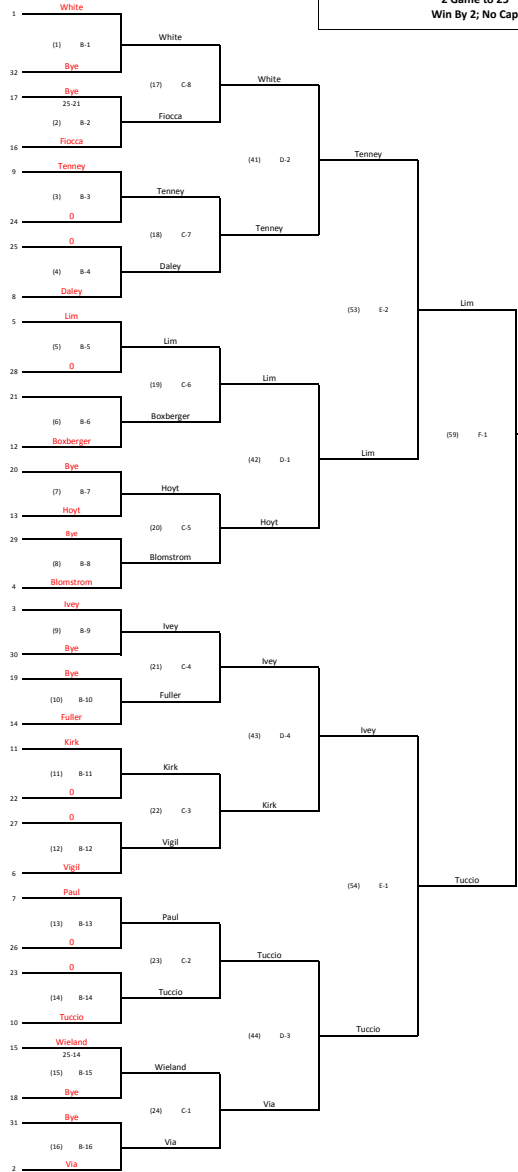 2 Game to 25
Win By 2; No Cap
1 White
(1) B-1 White
32 Bye
(17) C-8 White
17 Bye
25-21
(2) B-2 Fiocca
16 Fiocca
(41) D-2 Tenney
9 Tenney
(3) B-3 Tenney
24 0
(18) C-7 Tenney
25 0
(4) B-4 Daley
8 Daley
(53) E-2 Lim
5 Lim
(5) B-5 Lim
28 0
(19) C-6 Lim
21
(6) B-6 Boxberger
12 Boxberger
(42) D-1 Lim
(59) F-1
20 Bye
(7) B-7 Hoyt
13 Hoyt
(20) C-5 Hoyt
29 Bye
(8) B-8 Blomstrom
4 Blomstrom
3 Ivey
(9) B-9 Ivey
30 Bye
(21) C-4 Ivey
19 Bye
(10) B-10 Fuller
14 Fuller
(43) D-4 Ivey
11 Kirk
(11) B-11 Kirk
22 0
(22) C-3 Kirk
27 0
(12) B-12 Vigil
6 Vigil
(54) E-1 Tuccio
7 Paul
(13) B-13 Paul
26 0
(23) C-2 Tuccio
23 0
(14) B-14 Tuccio
10 Tuccio
(44) D-3 Tuccio
15 Wieland
25-14
(15) B-15 Wieland
18 Bye
(24) C-1 Via
31 Bye
(16) B-16 Via
2 Via